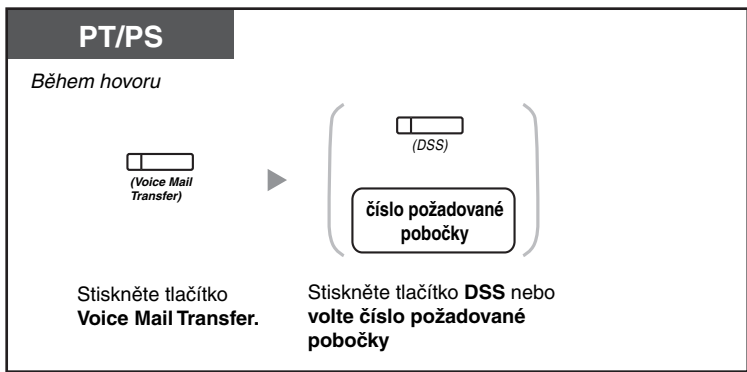 PT/PS
Během hovoru
(DSS)
(Voice Mail
Transfer)
číslo požadované
pobočky
Stiskněte tlačítko
Voice Mail Transfer.
Stiskněte tlačítko DSS nebo
volte číslo požadované
pobočky